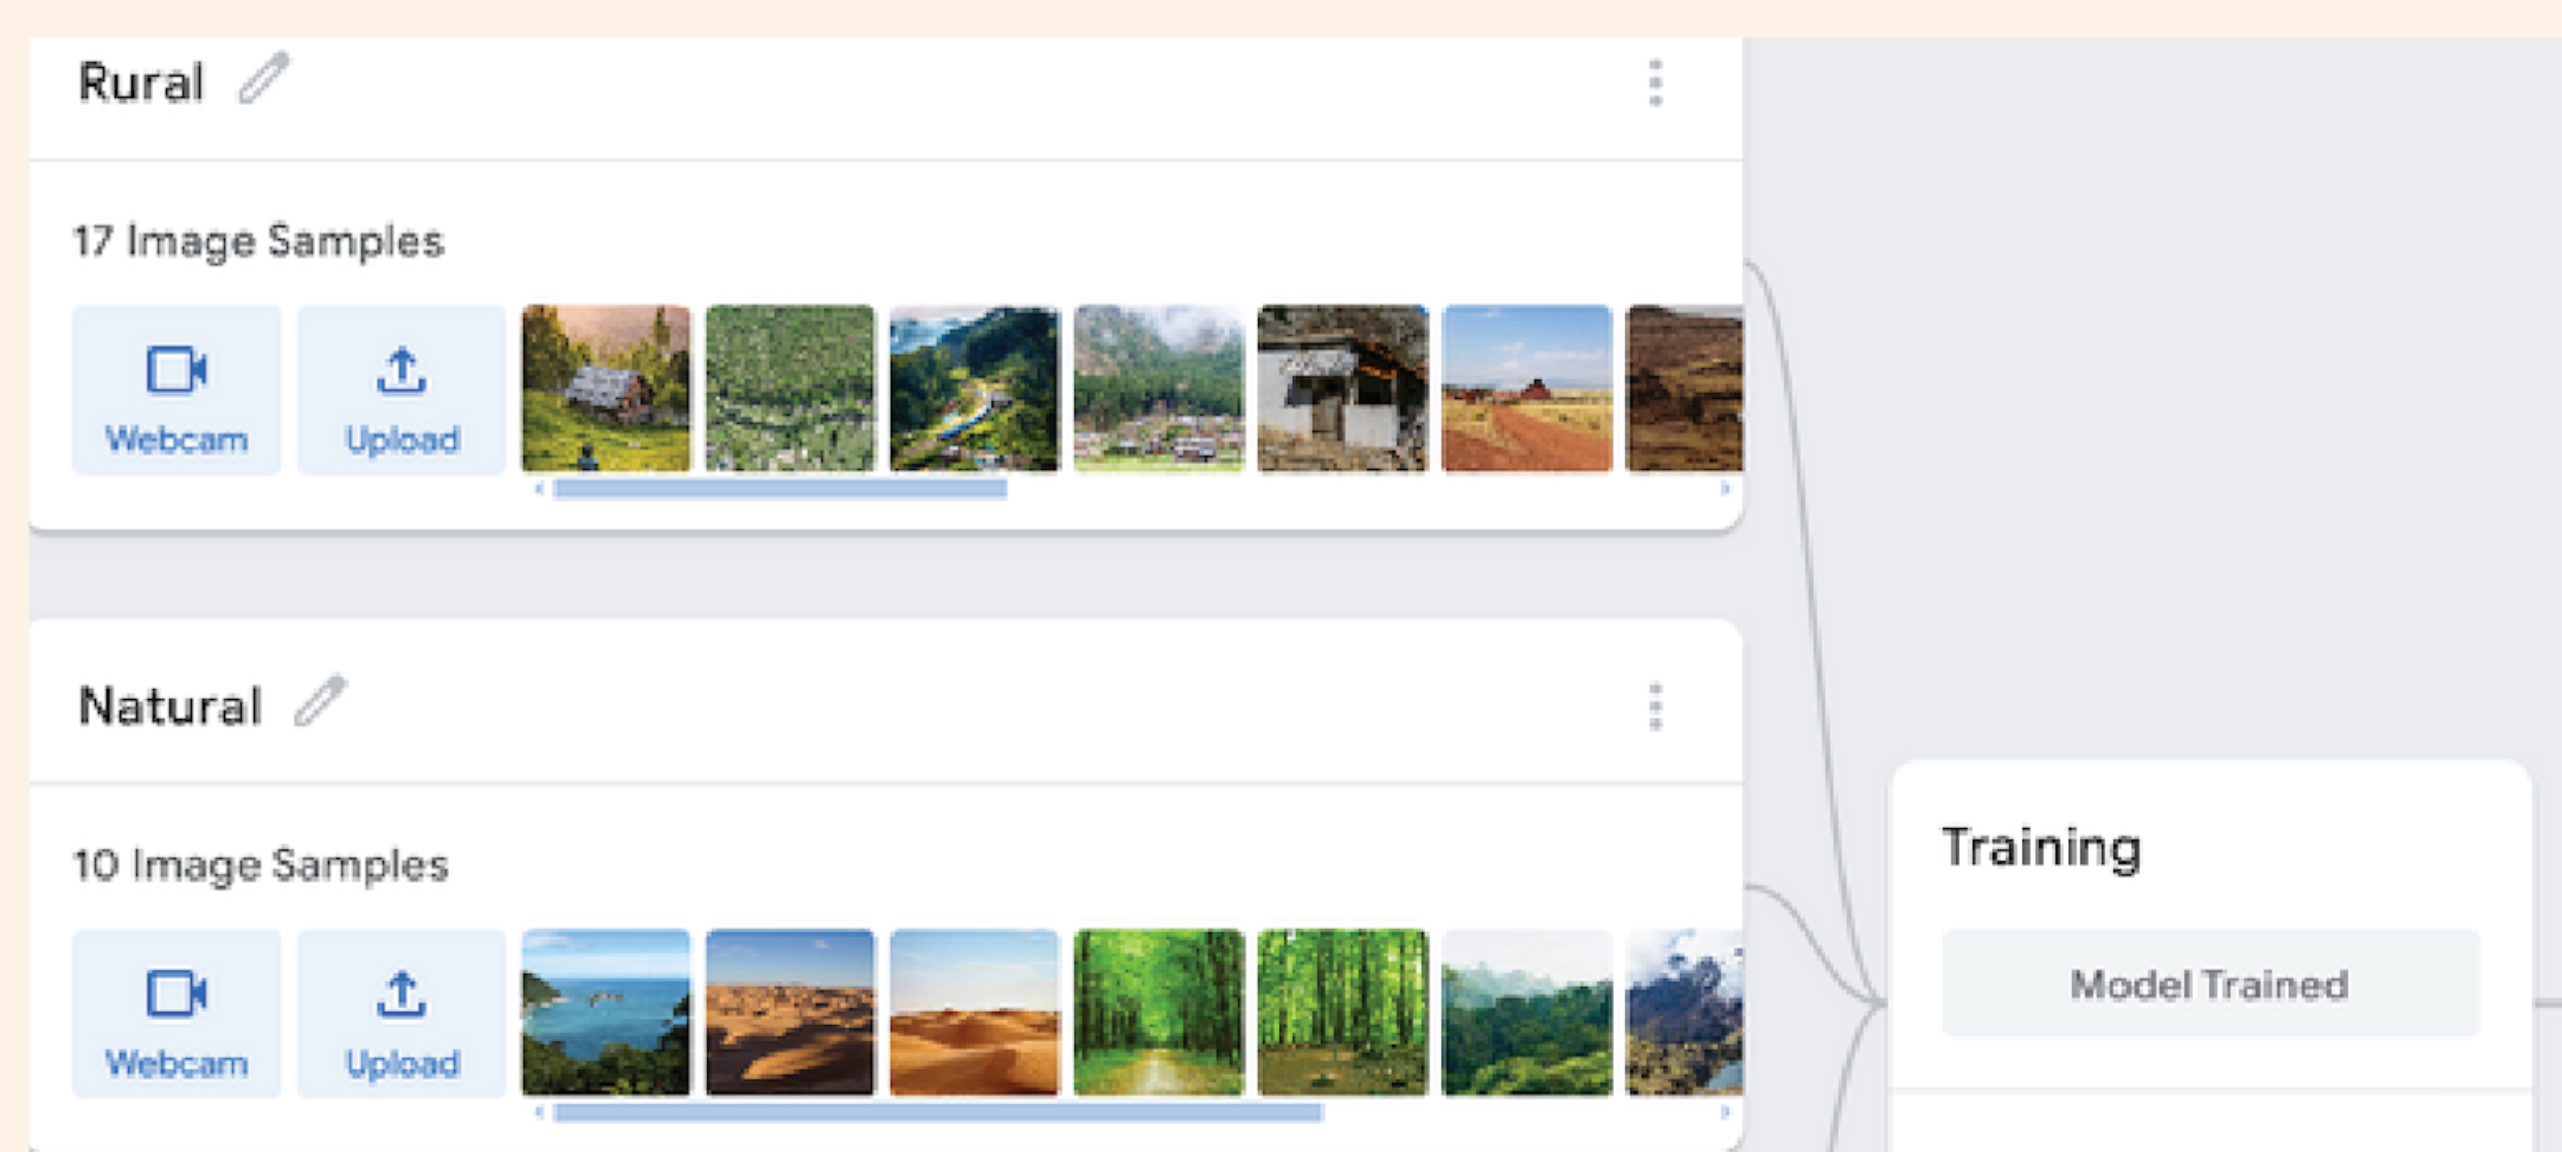 Rural
17 Image Samples
Webcam
Upload
Natural
10 Image Samples
Webcam
Upload
Training
Model Trained